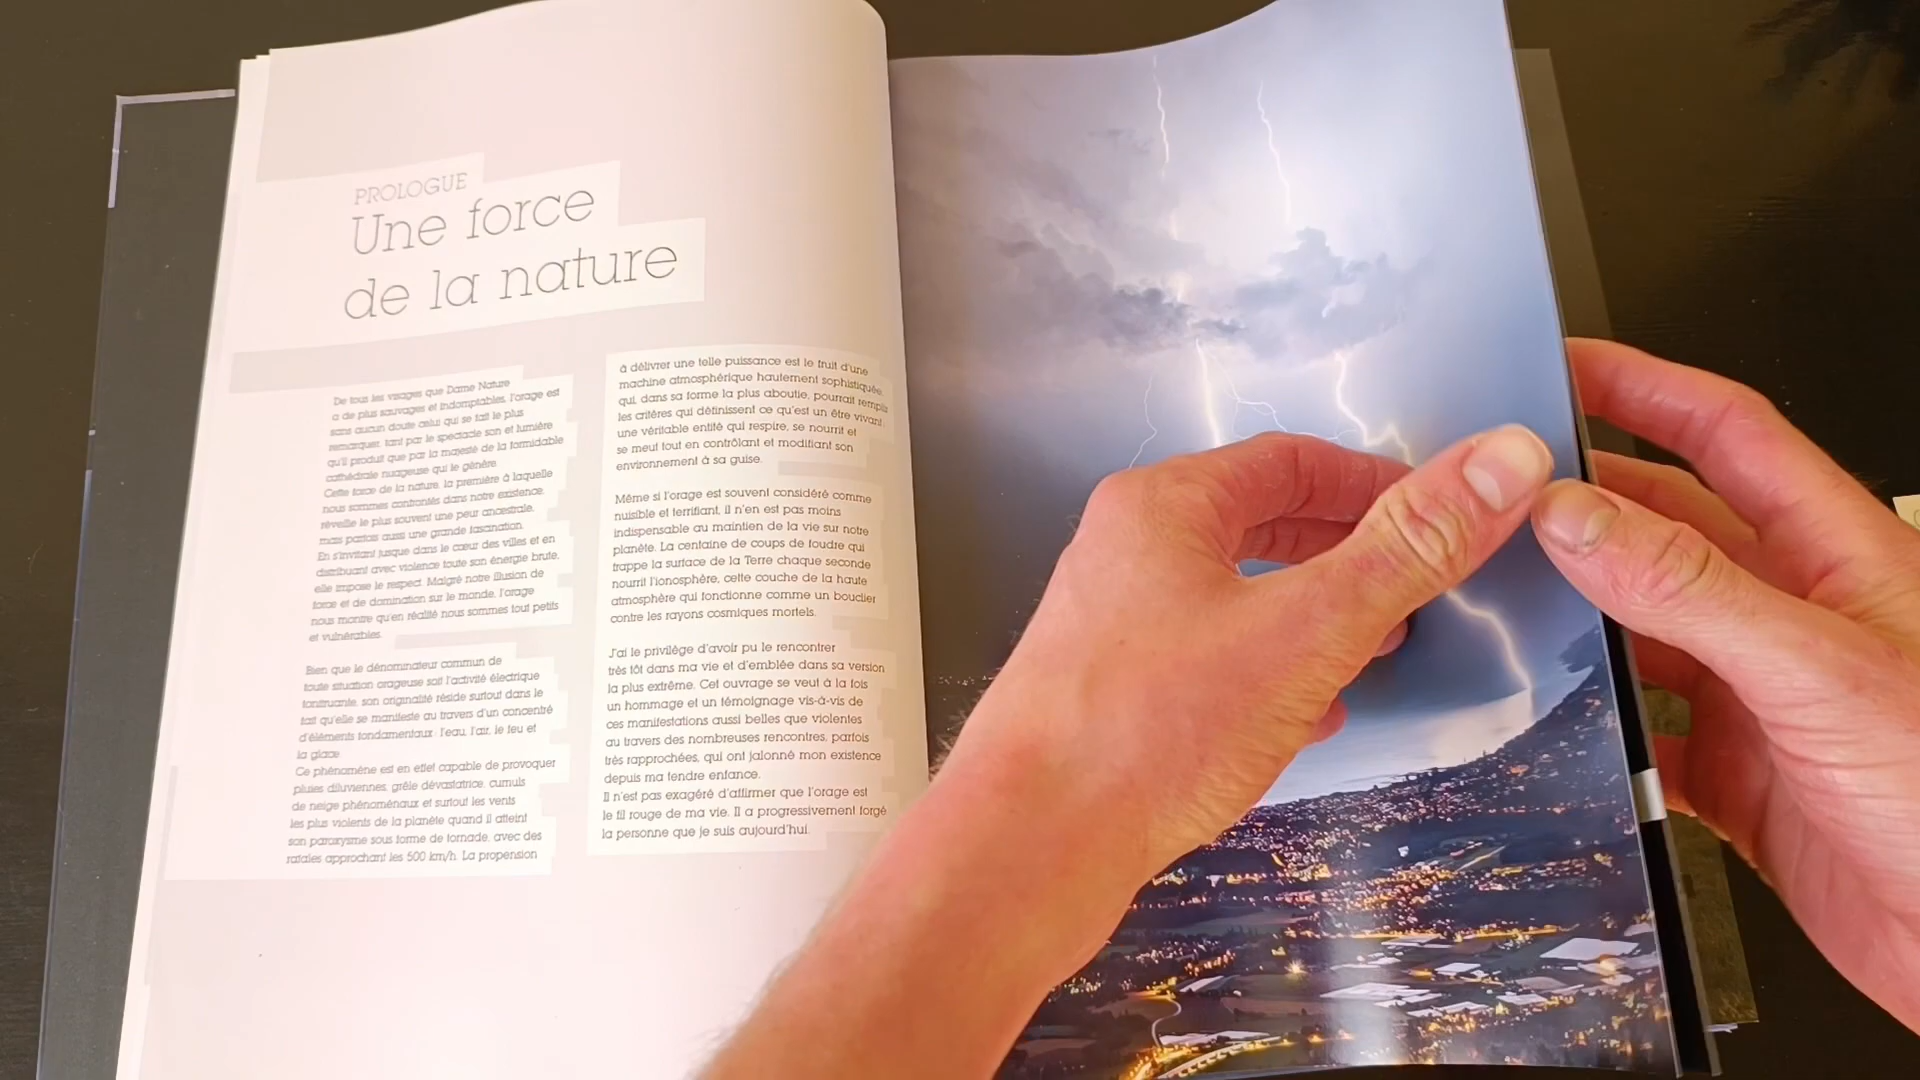 PROLOGUE
Une force
de la nature
De tous les visages que Dame Nature
a de plus sauvages et indomptables, l'orage est
sans aucun doute celui qui se fait le plus
remarquer, tant par le spectacle son et lumière
qu'il produit que par la majesté de la formidable
cathédrale nuageuse qui le génère.
Cette force de la nature, la première à laquelle
nous sommes confrontés dans notre existence,
réveille le plus souvent une peur ancestrale,
mais parfois aussi une grande fascination.
En s'invitant jusque dans le cœur des villes et en
distribuant avec violence toute son énergie brute,
elle impose le respect. Malgré notre illusion de
force et de domination sur le monde, l'orage
nous montre qu'en réalité nous sommes tout petits
et vulnérables.
Bien que le dénominateur commun de
toute situation orageuse soit l'activité électrique
tonitruante, son originalité réside surtout dans le
fait qu'elle se manifeste au travers d'un concentré
d'éléments fondamentaux : l'eau, l'air, le feu et
la glace.
Ce phénomène est en effet capable de provoquer
pluies diluviennes, grêle dévastatrice, cumuls
de neige phénoménaux et surtout les vents
les plus violents de la planète quand il atteint
son paroxysme sous forme de tornade, avec des
rafales approchant les 500 km/h. La propension
à délivrer une telle puissance est le fruit d'une
machine atmosphérique hautement sophistiquée
qui, dans sa forme la plus aboutie, pourrait remplir
les critères qui définissent ce qu'est un être vivant,
une véritable entité qui respire, se nourrit et
se meut tout en contrôlant et modifiant son
environnement à sa guise.
Même si l'orage est souvent considéré comme
nuisible et terrifiant, il n'en est pas moins
indispensable au maintien de la vie sur notre
planète. La centaine de coups de foudre qui
frappe la surface de la Terre chaque seconde
nourrit l'ionosphère, cette couche de la haute
atmosphère qui fonctionne comme un bouclier
contre les rayons cosmiques mortels.
J'ai le privilège d'avoir pu le rencontrer
très tôt dans ma vie et d'emblée dans sa version
la plus extrême. Cet ouvrage se veut à la fois
un hommage et un témoignage vis-à-vis de
ces manifestations aussi belles que violentes
au travers des nombreuses rencontres, parfois
très rapprochées, qui ont jalonné mon existence
depuis ma tendre enfance.
Il n'est pas exagéré d'affirmer que l'orage est
le fil rouge de ma vie. Il a progressivement forgé
la personne que je suis aujourd'hui.